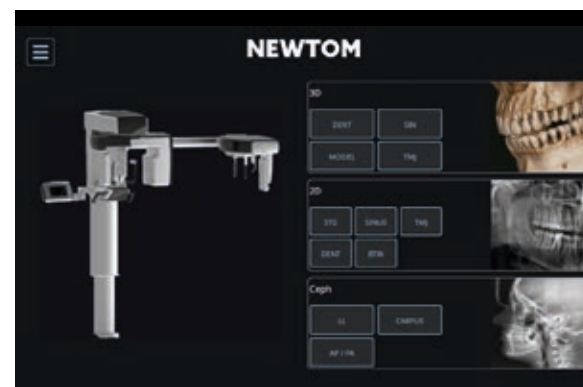 NEWTOM
3D
DENT SIN
MODEL TMJ
2D
STD SINUS TMJ
DENT BTW
Ceph
LL CARPUS
AP / PA